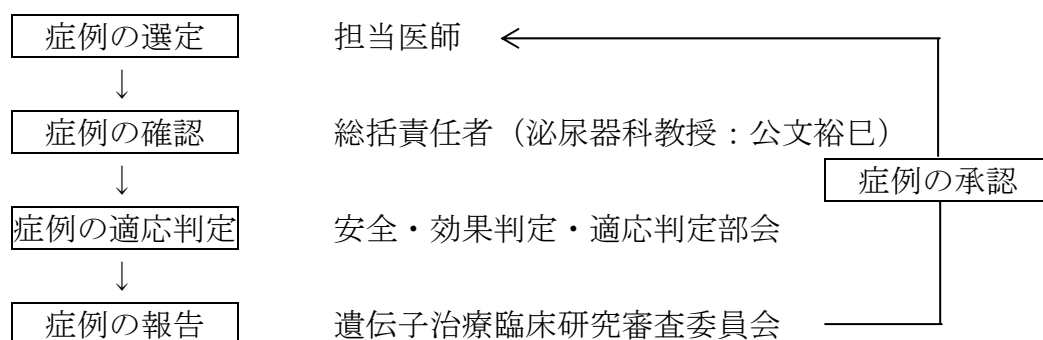 症例の選定 担当医師
↓
症例の確認 総括責任者（泌尿器科教授：公文裕巳）
↓ 症例の承認
症例の適応判定 安全・効果判定・適応判定部会
↓
症例の報告 遺伝子治療臨床研究審査委員会